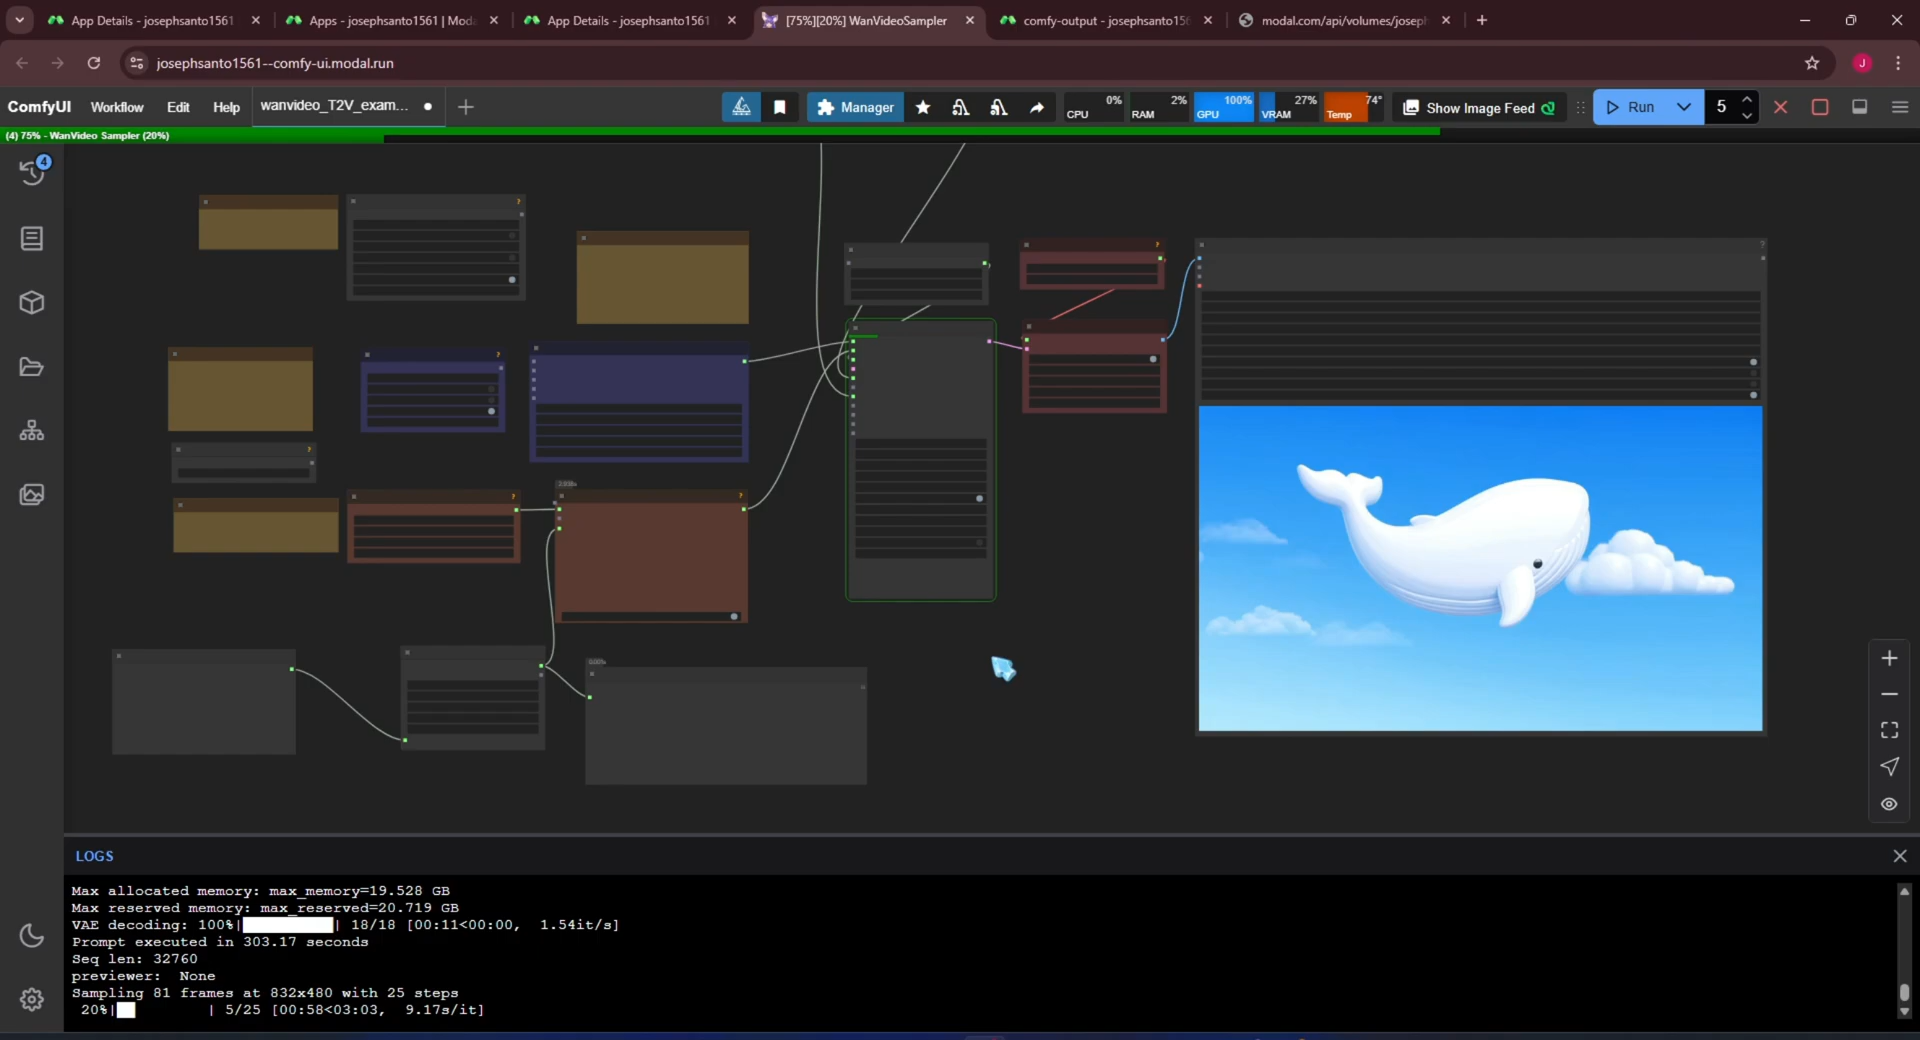 App Details - josephsanto1561
Apps - josephsanto1561 | Moda
App Details - josephsanto1561
[75%][20%] WanVideoSampler
comfy-output - josephsanto156
modal.com/api/volumes/joseph
josephsanto1561--comfy-ui.modal.run
J
ComfyUI
Workflow
Edit
Help
wanvideo_T2V_exam...
Manager
CPU 0%
RAM 2%
GPU 100%
VRAM 27%
Temp 74°
Show Image Feed
Run
5
(4) 75% - WanVideo Sampler (20%)
4
LOGS
Max allocated memory: max_memory=19.528 GB
Max reserved memory: max_reserved=20.719 GB
VAE decoding: 100%| | 18/18 [00:11<00:00, 1.54it/s]
Prompt executed in 303.17 seconds
Seq len: 32760
previewer: None
Sampling 81 frames at 832x480 with 25 steps
20%| | 5/25 [00:58<03:03, 9.17s/it]